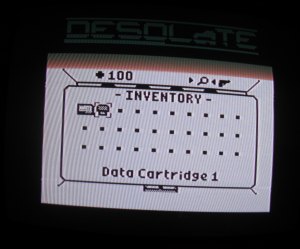 DESOLATE
100
- INVENTORY -
Data Cartridge 1